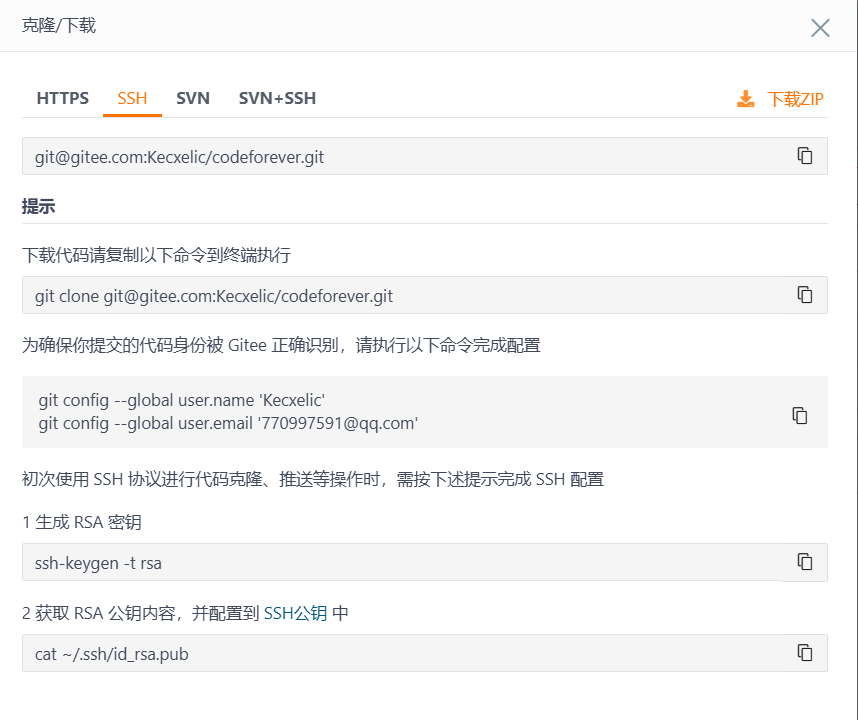 克隆/下载
HTTPS SSH SVN SVN+SSH 下载ZIP
git@gitee.com:Kecxelic/codeforever.git
提示
下载代码请复制以下命令到终端执行
git clone git@gitee.com:Kecxelic/codeforever.git
为确保你提交的代码身份被 Gitee 正确识别，请执行以下命令完成配置
git config --global user.name 'Kecxelic'
git config --global user.email '770997591@qq.com'
初次使用 SSH 协议进行代码克隆、推送等操作时，需按下述提示完成 SSH 配置
1 生成 RSA 密钥
ssh-keygen -t rsa
2 获取 RSA 公钥内容，并配置到 SSH公钥 中
cat ~/.ssh/id_rsa.pub